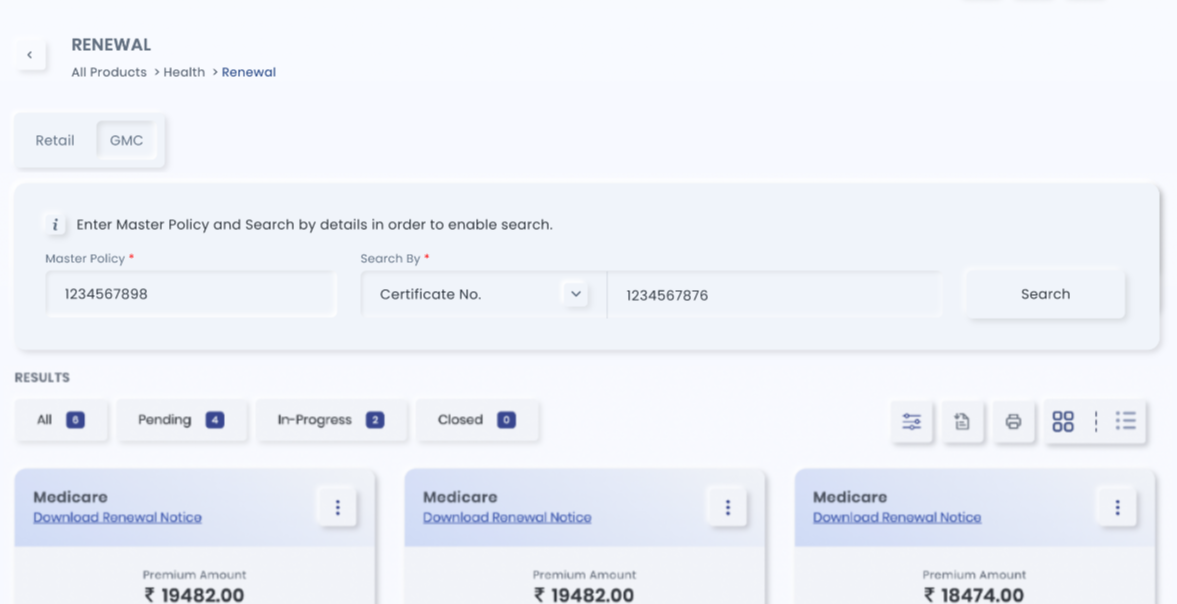 RENEWAL
All Products > Health > Renewal
Retail GMC
i Enter Master Policy and Search by details in order to enable search.
Master Policy * Search By *
1234567898 Certificate No. 1234567876 Search
RESULTS
All 6 Pending 4 In-Progress 2 Closed 0
Medicare Medicare Medicare
Download Renewal Notice Download Renewal Notice Download Renewal Notice
Premium Amount Premium Amount Premium Amount
₹ 19482.00 ₹ 19482.00 ₹ 18474.00